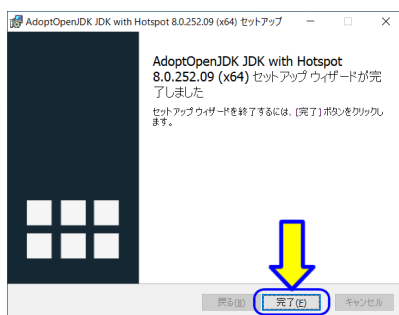 AdoptOpenJDK JDK with Hotspot 8.0.252.09 (x64) セットアップ
AdoptOpenJDK JDK with Hotspot
8.0.252.09 (x64) セットアップ ウィザードが完
了しました
セットアップ ウィザードを終了するには、[完了] ボタンをクリックし
ます。
戻る(B) 完了(F) キャンセル